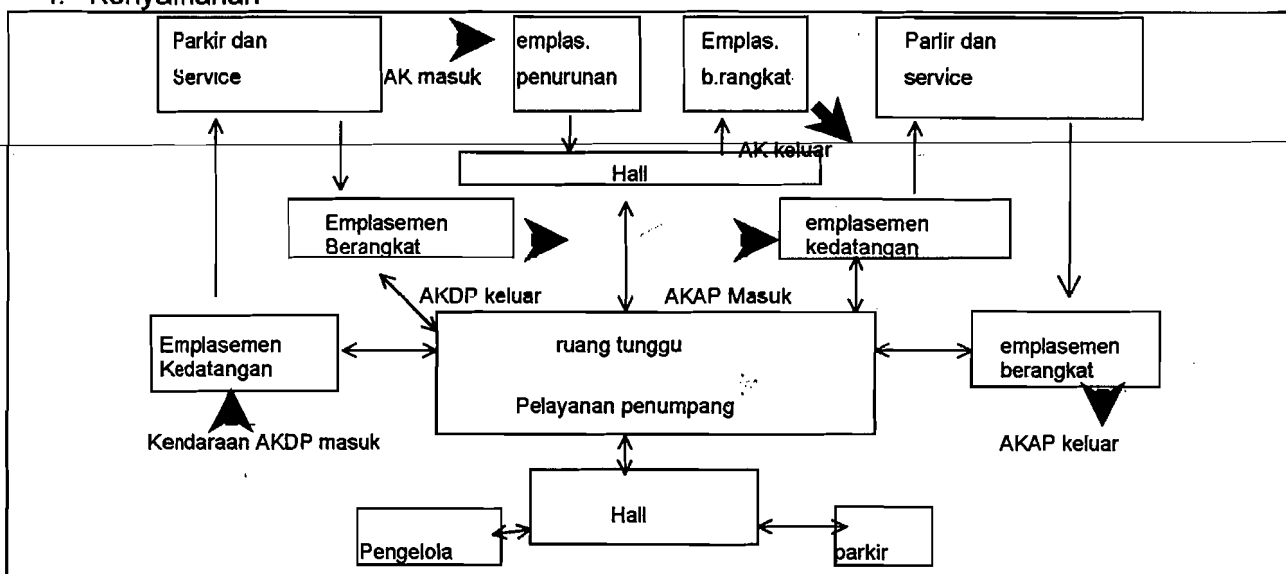 Parkir dan
Service
AK masuk
emplas.
penurunan
Emplas.
b.rangkat
Parlir dan
service
AK keluar
Hall
Emplasemen
Berangkat
emplasemen
kedatangan
AKDP keluar
AKAP Masuk
Emplasemen
Kedatangan
ruang tunggu
Pelayanan penumpang
emplasemen
berangkat
Kendaraan AKDP masuk
AKAP keluar
Hall
Pengelola
parkir